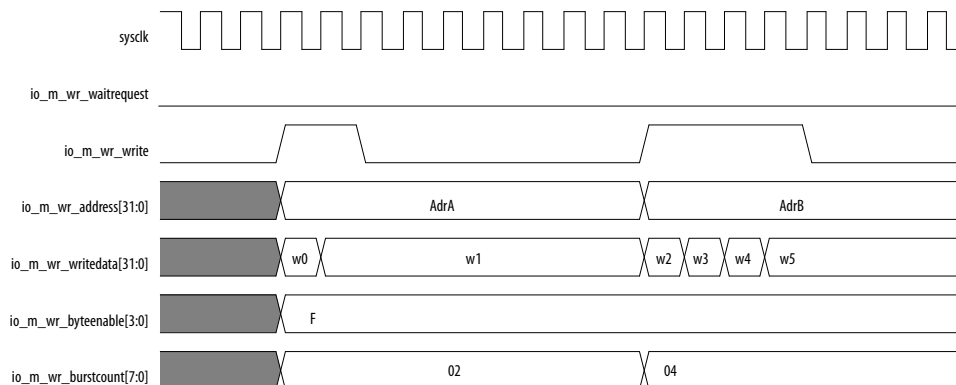 sysclk
io_m_wr_waitrequest
io_m_wr_write
io_m_wr_address[31:0] AdrA AdrB
io_m_wr_writedata[31:0] w0 w1 w2 w3 w4 w5
io_m_wr_byteenable[3:0] F
io_m_wr_burstcount[7:0] 02 04